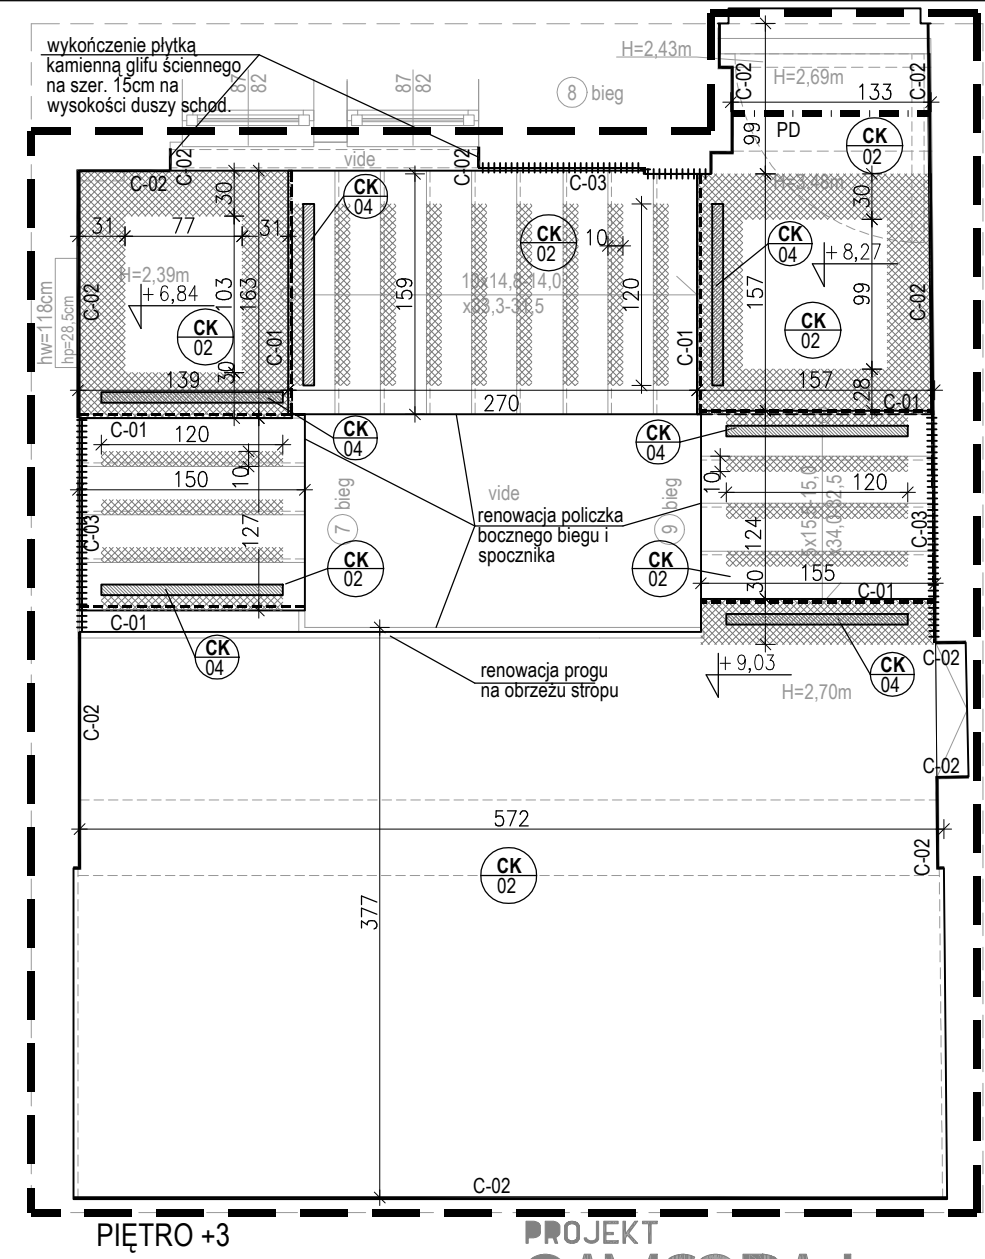 wykończenie płytką
kamienną glifu ściennego
na szer. 15cm na
wysokości duszy schod.
87
82
87
82
8 bieg
H=2,43m
H=2,69m
C-02
C-02
133
99
PD
CK
02
vide
C-02
C-02
C-02
C-03
30
CK
04
CK
02
10
31
77
31
H=2,39m
+6,84
103
163
C-02
CK
02
C-01
139
30
hw=118cm
hp=28,5cm
159
120
270
C-01
H=3,48m
30
CK
04
+8,27
157
99
C-02
CK
02
157
28
C-01
C-01
120
CK
04
10
150
127
C-03
7 bieg
CK
02
C-01
CK
04
vide
renowacja policzka
bocznego biegu i
spocznika
9 bieg
CK
04
10
120
124
C-03
CK
02
30
155
C-01
renowacja progu
na obrzeżu stropu
+9,03
H=2,70m
CK
04
C-02
C-02
C-02
572
CK
02
C-02
377
C-02
PIĘTRO +3
PROJEKT